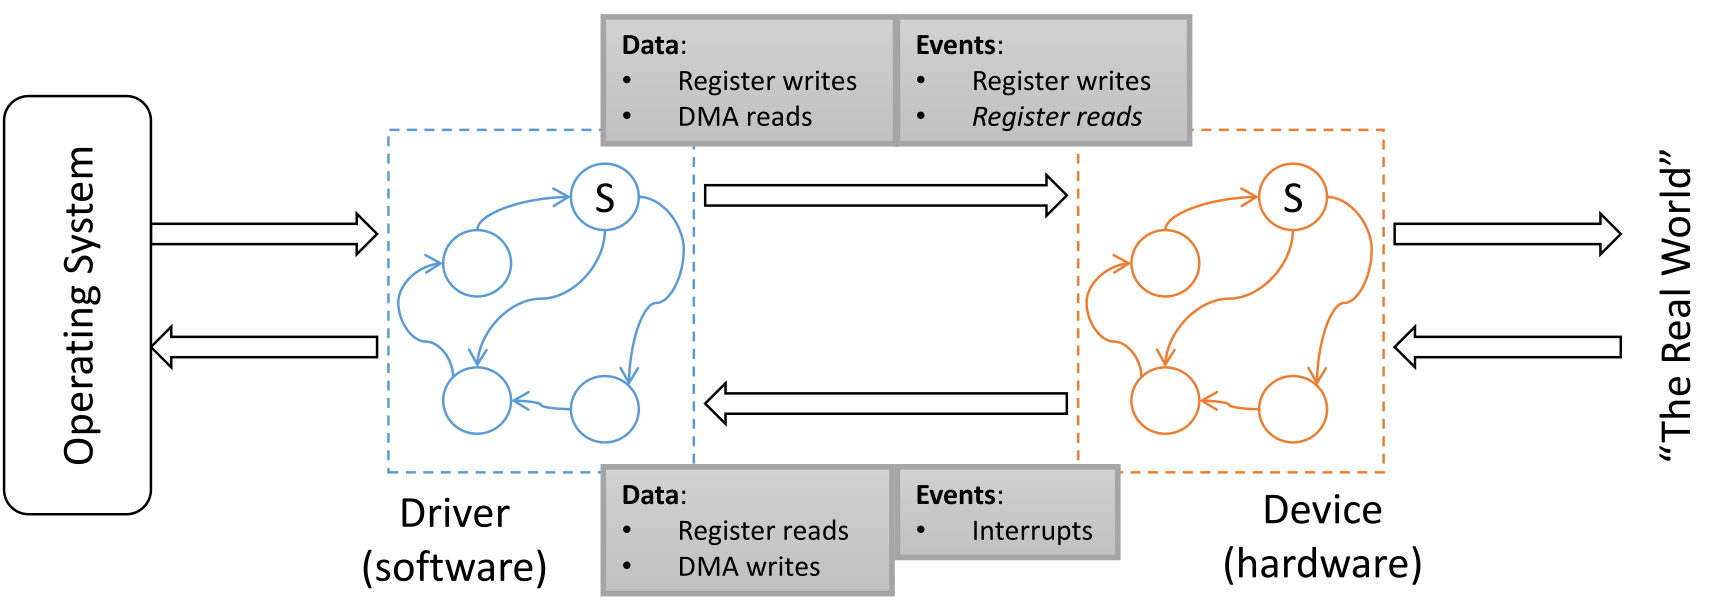 Data:
• Register writes
• DMA reads
Events:
• Register writes
• Register reads
Operating System
S
S
"The Real World"
Data:
• Register reads
• DMA writes
Events:
• Interrupts
Driver
(software)
Device
(hardware)